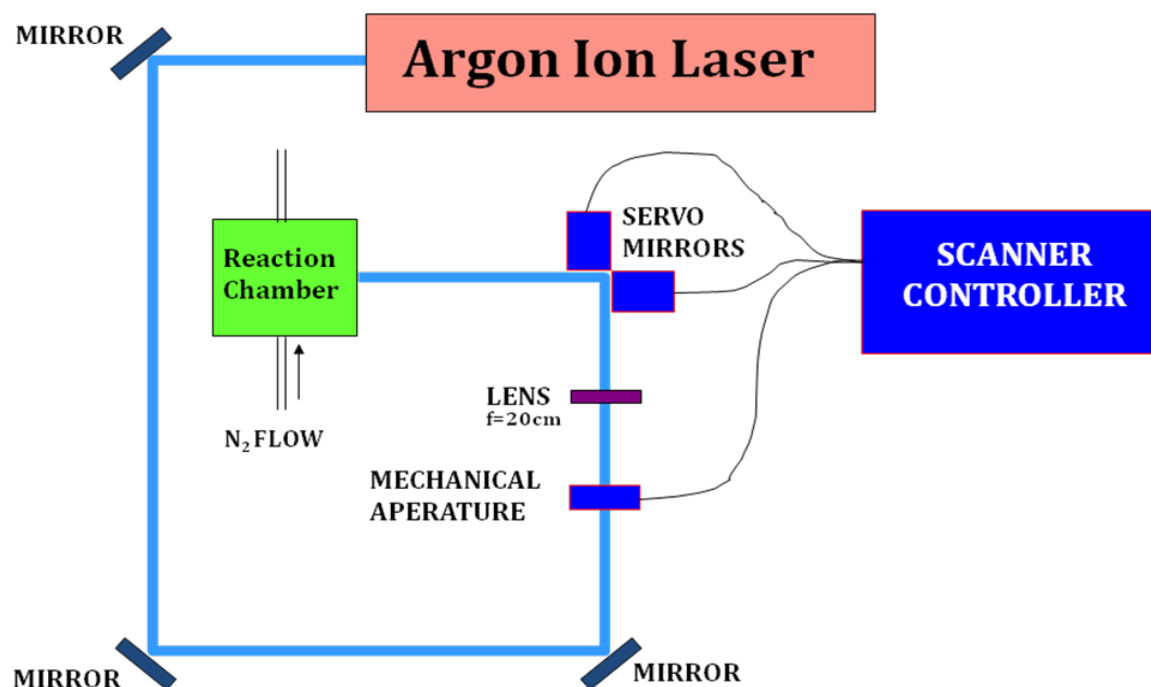 MIRROR
Argon Ion Laser
SERVO
MIRRORS
Reaction
Chamber
SCANNER
CONTROLLER
LENS
f=20cm
N₂ FLOW
MECHANICAL
APERATURE
MIRROR
MIRROR